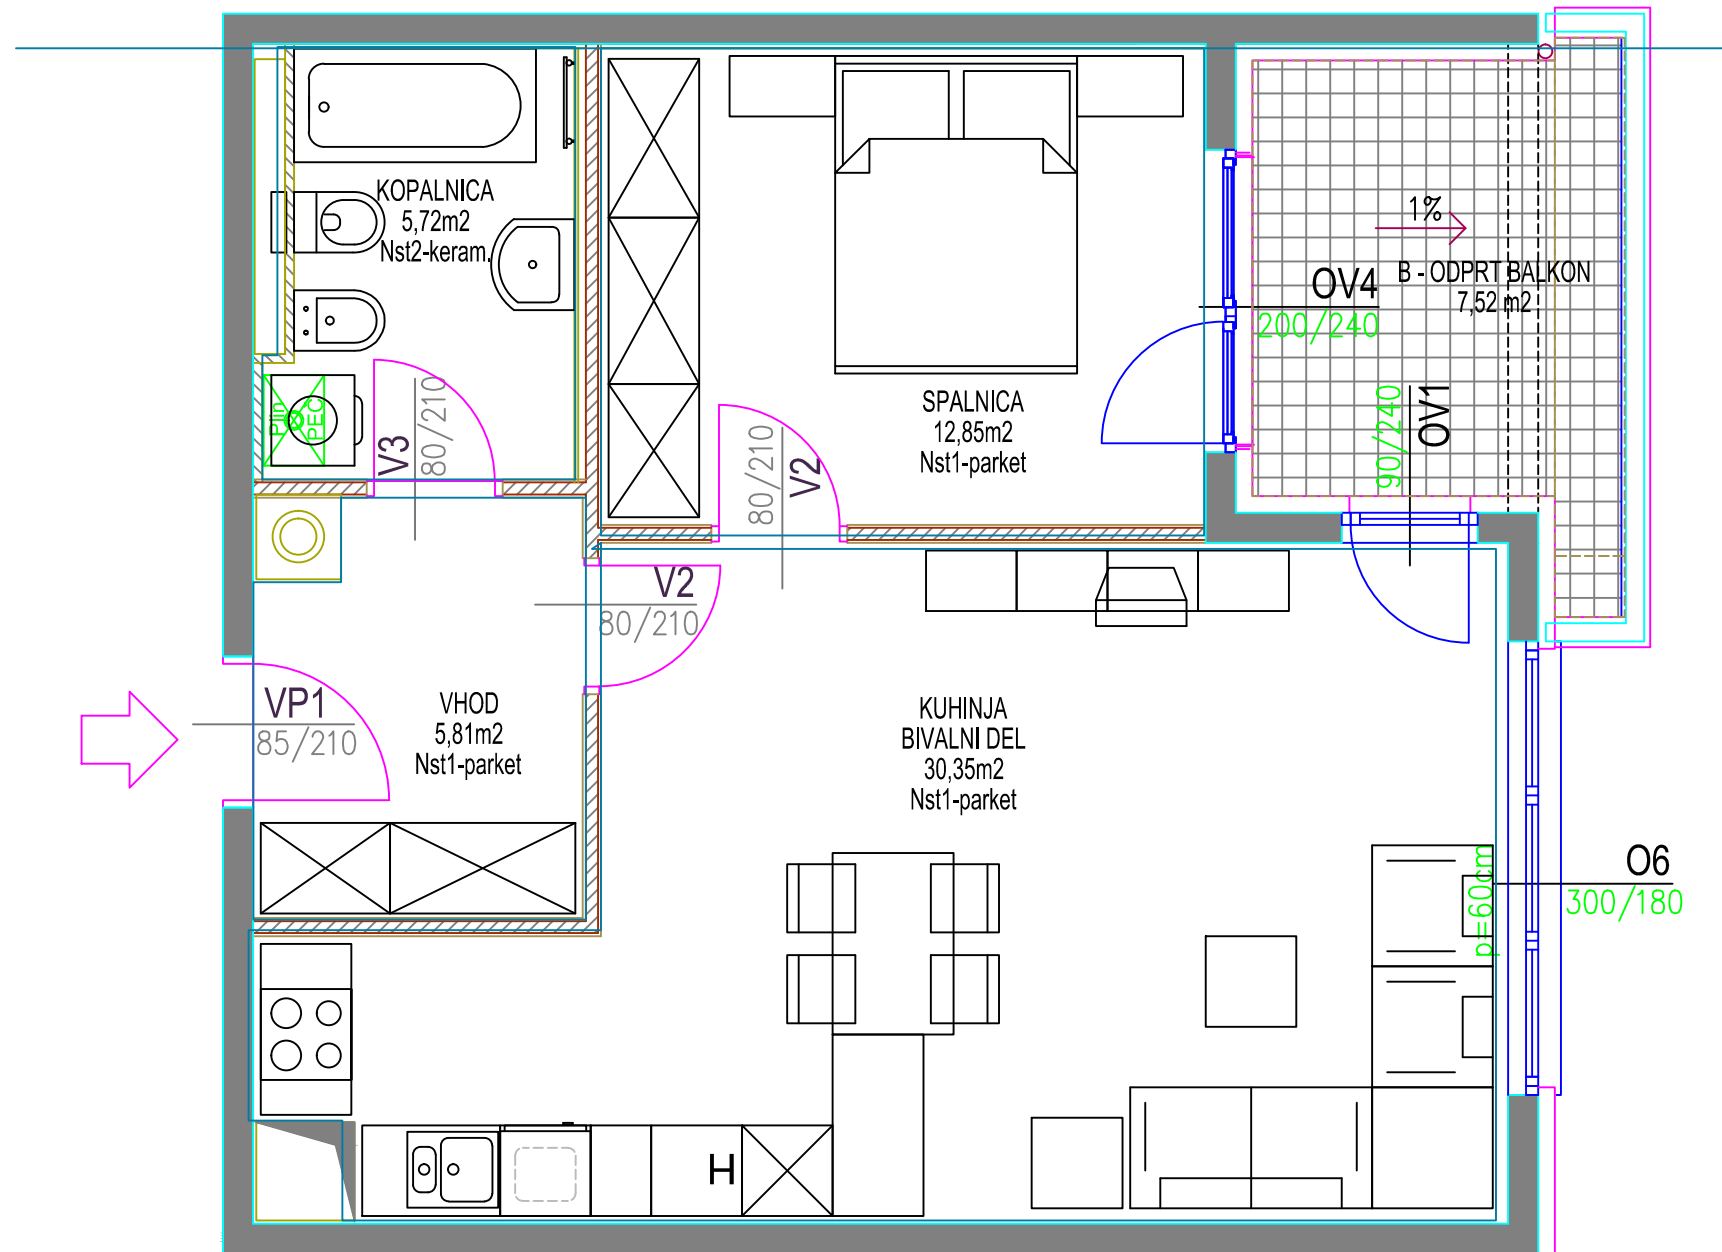 KOPALNICA
5,72m2
Nst2-keram.
Plin
PEČ
V3
80/210
SPALNICA
12,85m2
Nst1-parket
V2
80/210
1%
B - ODPRT BALKON
7,52 m2
OV4
200/240
OV1
90/240
V2
80/210
VP1
85/210
VHOD
5,81m2
Nst1-parket
KUHINJA
BIVALNI DEL
30,35m2
Nst1-parket
O6
300/180
p=60cm
H